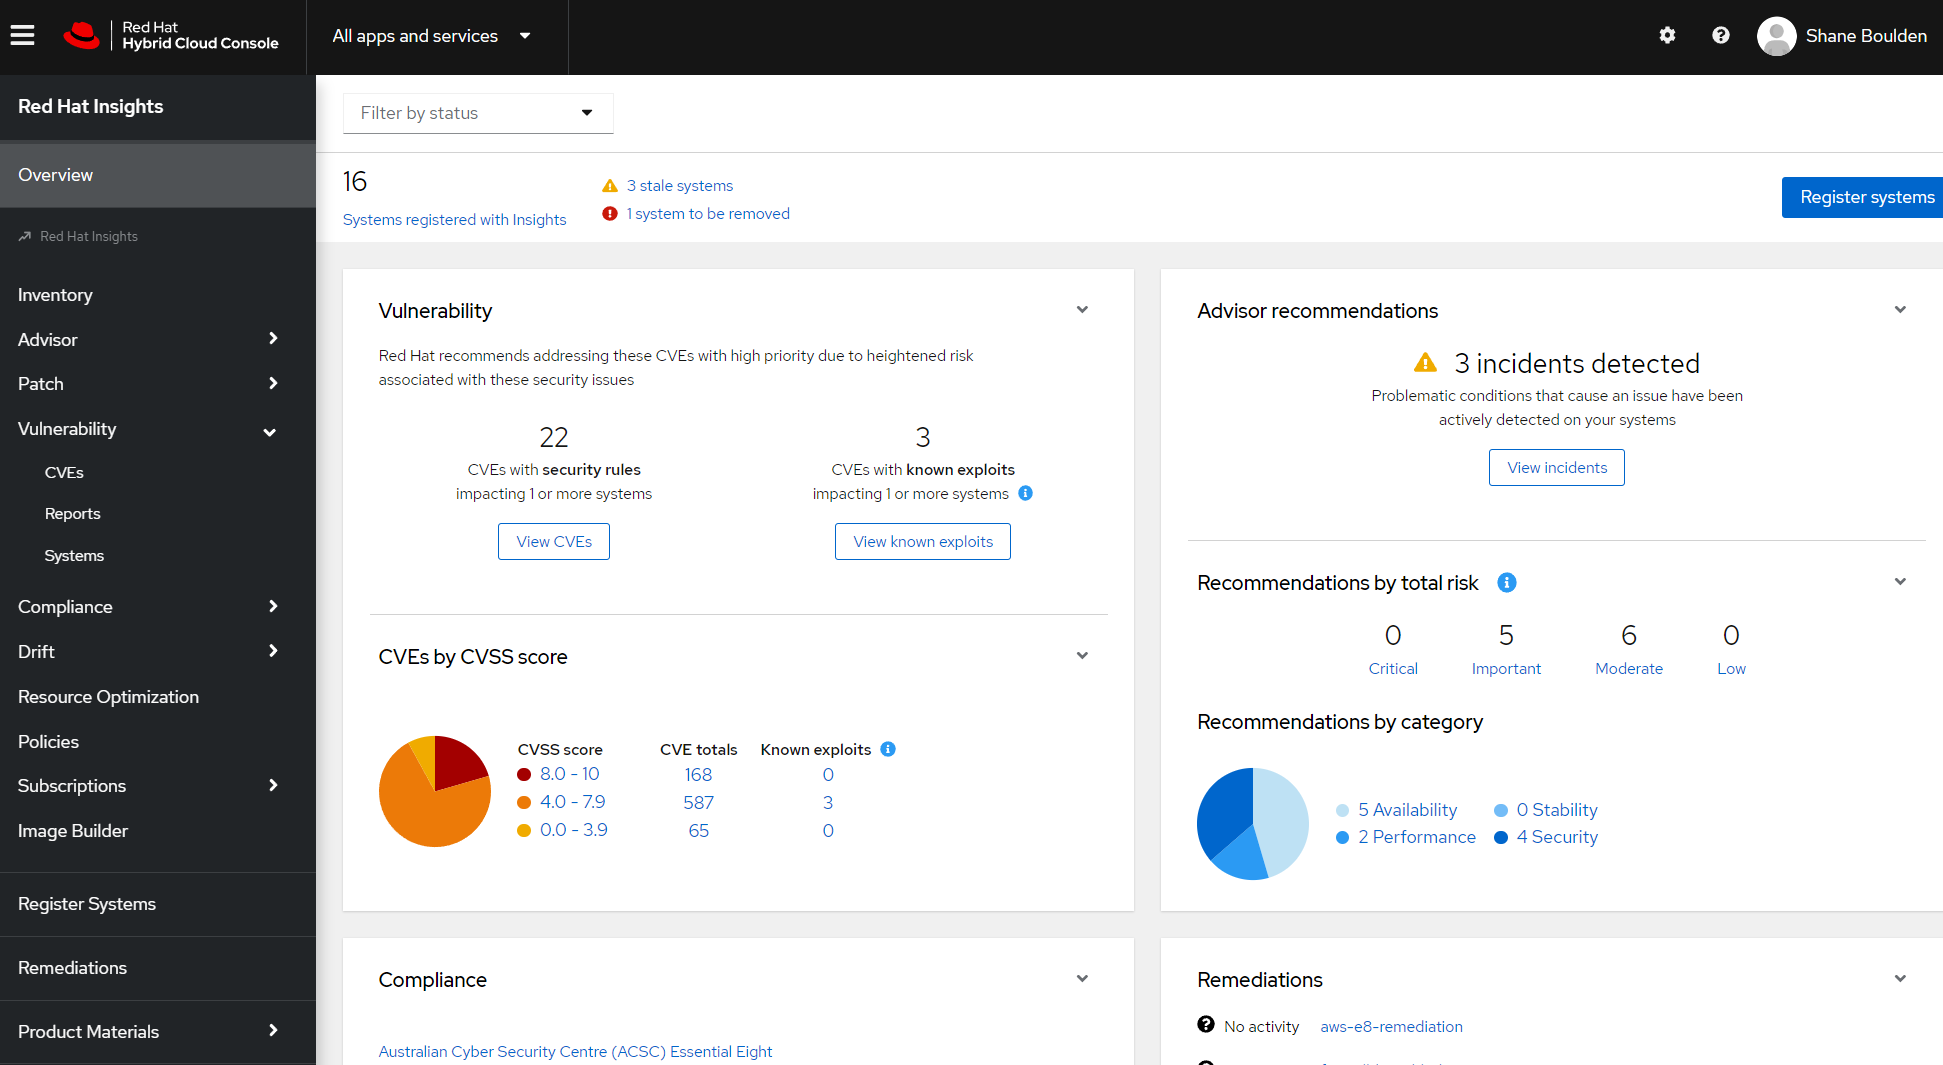 Red Hat
Hybrid Cloud Console
All apps and services
Shane Boulden
Red Hat Insights
Overview
Red Hat Insights
Inventory
Advisor
Patch
Vulnerability
CVEs
Reports
Systems
Compliance
Drift
Resource Optimization
Policies
Subscriptions
Image Builder
Register Systems
Remediations
Product Materials
Filter by status
16
Systems registered with Insights
3 stale systems
1 system to be removed
Register systems
Vulnerability
Red Hat recommends addressing these CVEs with high priority due to heightened risk
associated with these security issues
22
CVEs with security rules
impacting 1 or more systems
View CVEs
3
CVEs with known exploits
impacting 1 or more systems
View known exploits
CVEs by CVSS score
CVSS score CVE totals Known exploits
8.0 - 10 168 0
4.0 - 7.9 587 3
0.0 - 3.9 65 0
Advisor recommendations
3 incidents detected
Problematic conditions that cause an issue have been
actively detected on your systems
View incidents
Recommendations by total risk
0 5 6 0
Critical Important Moderate Low
Recommendations by category
5 Availability 0 Stability
2 Performance 4 Security
Compliance
Australian Cyber Security Centre (ACSC) Essential Eight
Remediations
No activity aws-e8-remediation